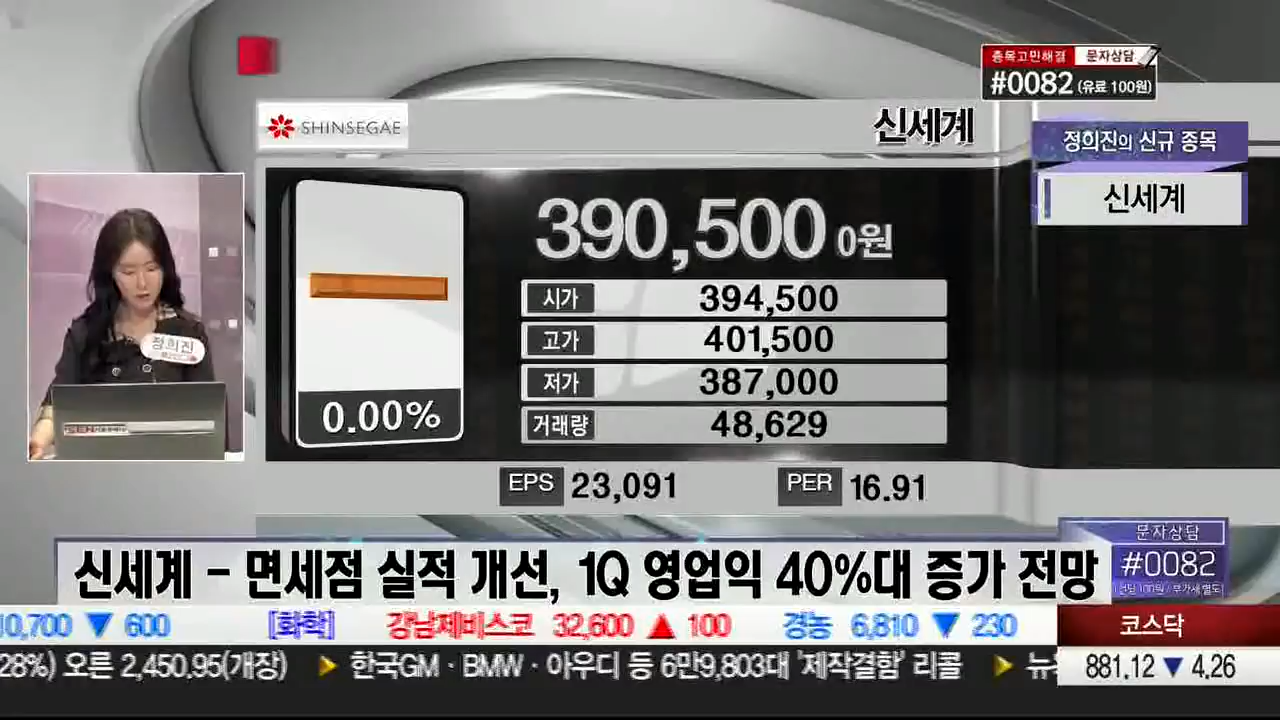 종목고민해결 문자상담
#0082 (유료 100원)
SHINSEGAE
신세계
정희진의 신규 종목
신세계
390,500 0원
시가 394,500
고가 401,500
저가 387,000
거래량 48,629
0.00%
정희진
EPS 23,091
PER 16.91
문자상담
#0082
신세계 - 면세점 실적 개선, 1Q 영업익 40%대 증가 전망
10,700 ▼ 600 [화학] 강남제비스코 32,600 ▲ 100 경농 6,810 ▼ 230
코스닥
28%) 오른 2,450.95(개장) ▶ 한국GM·BMW·아우디 등 6만9,803대 '제작결함' 리콜 ▶
881.12 ▼ 4.26